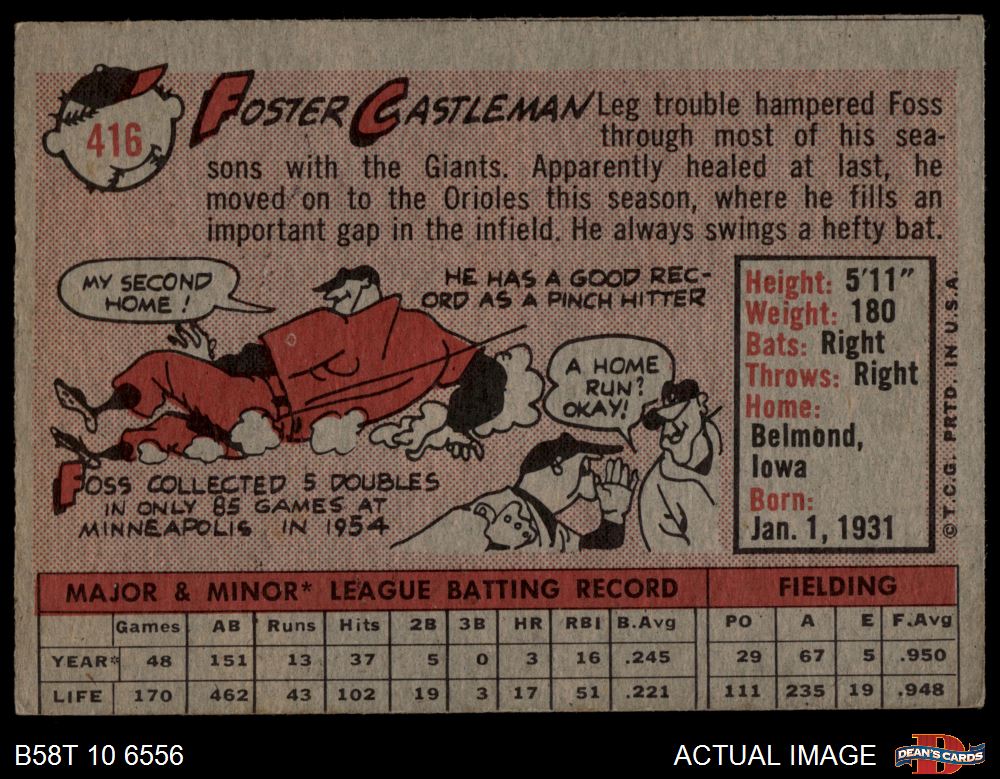 416
FOSTER CASTLEMAN
Leg trouble hampered Foss
through most of his sea-
sons with the Giants. Apparently healed at last, he
moved on to the Orioles this season, where he fills an
important gap in the infield. He always swings a hefty bat.
MY SECOND
HOME!
HE HAS A GOOD REC-
ORD AS A PINCH HITTER
A HOME
RUN?
OKAY!
FOSS COLLECTED 5 DOUBLES
IN ONLY 85 GAMES AT
MINNEAPOLIS IN 1954
Height: 5'11"
Weight: 180
Bats: Right
Throws: Right
Home:
Belmond,
Iowa
Born:
Jan. 1, 1931
© T.C.G. PRTD. IN U.S.A.
MAJOR & MINOR* LEAGUE BATTING RECORD FIELDING
Games AB Runs Hits 2B 3B HR RBI B.Avg PO A E F.Avg
YEAR* 48 151 13 37 5 0 3 16 .245 29 67 5 .950
LIFE 170 462 43 102 19 3 17 51 .221 111 235 19 .948
B58T 10 6556
ACTUAL IMAGE
DEAN'S CARDS